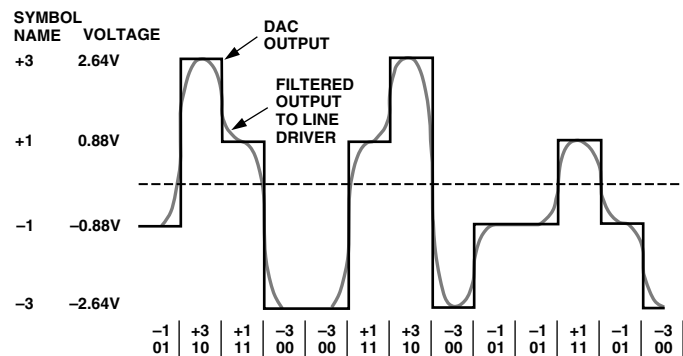 SYMBOL
NAME VOLTAGE
DAC
OUTPUT
+3 2.64V
FILTERED
OUTPUT
TO LINE
DRIVER
+1 0.88V
–1 –0.88V
–3 –2.64V
–1 +3 +1 –3 –3 +1 +3 –3 –1 –1 +1 –1 –3
01 10 11 00 00 11 10 00 01 01 11 01 00